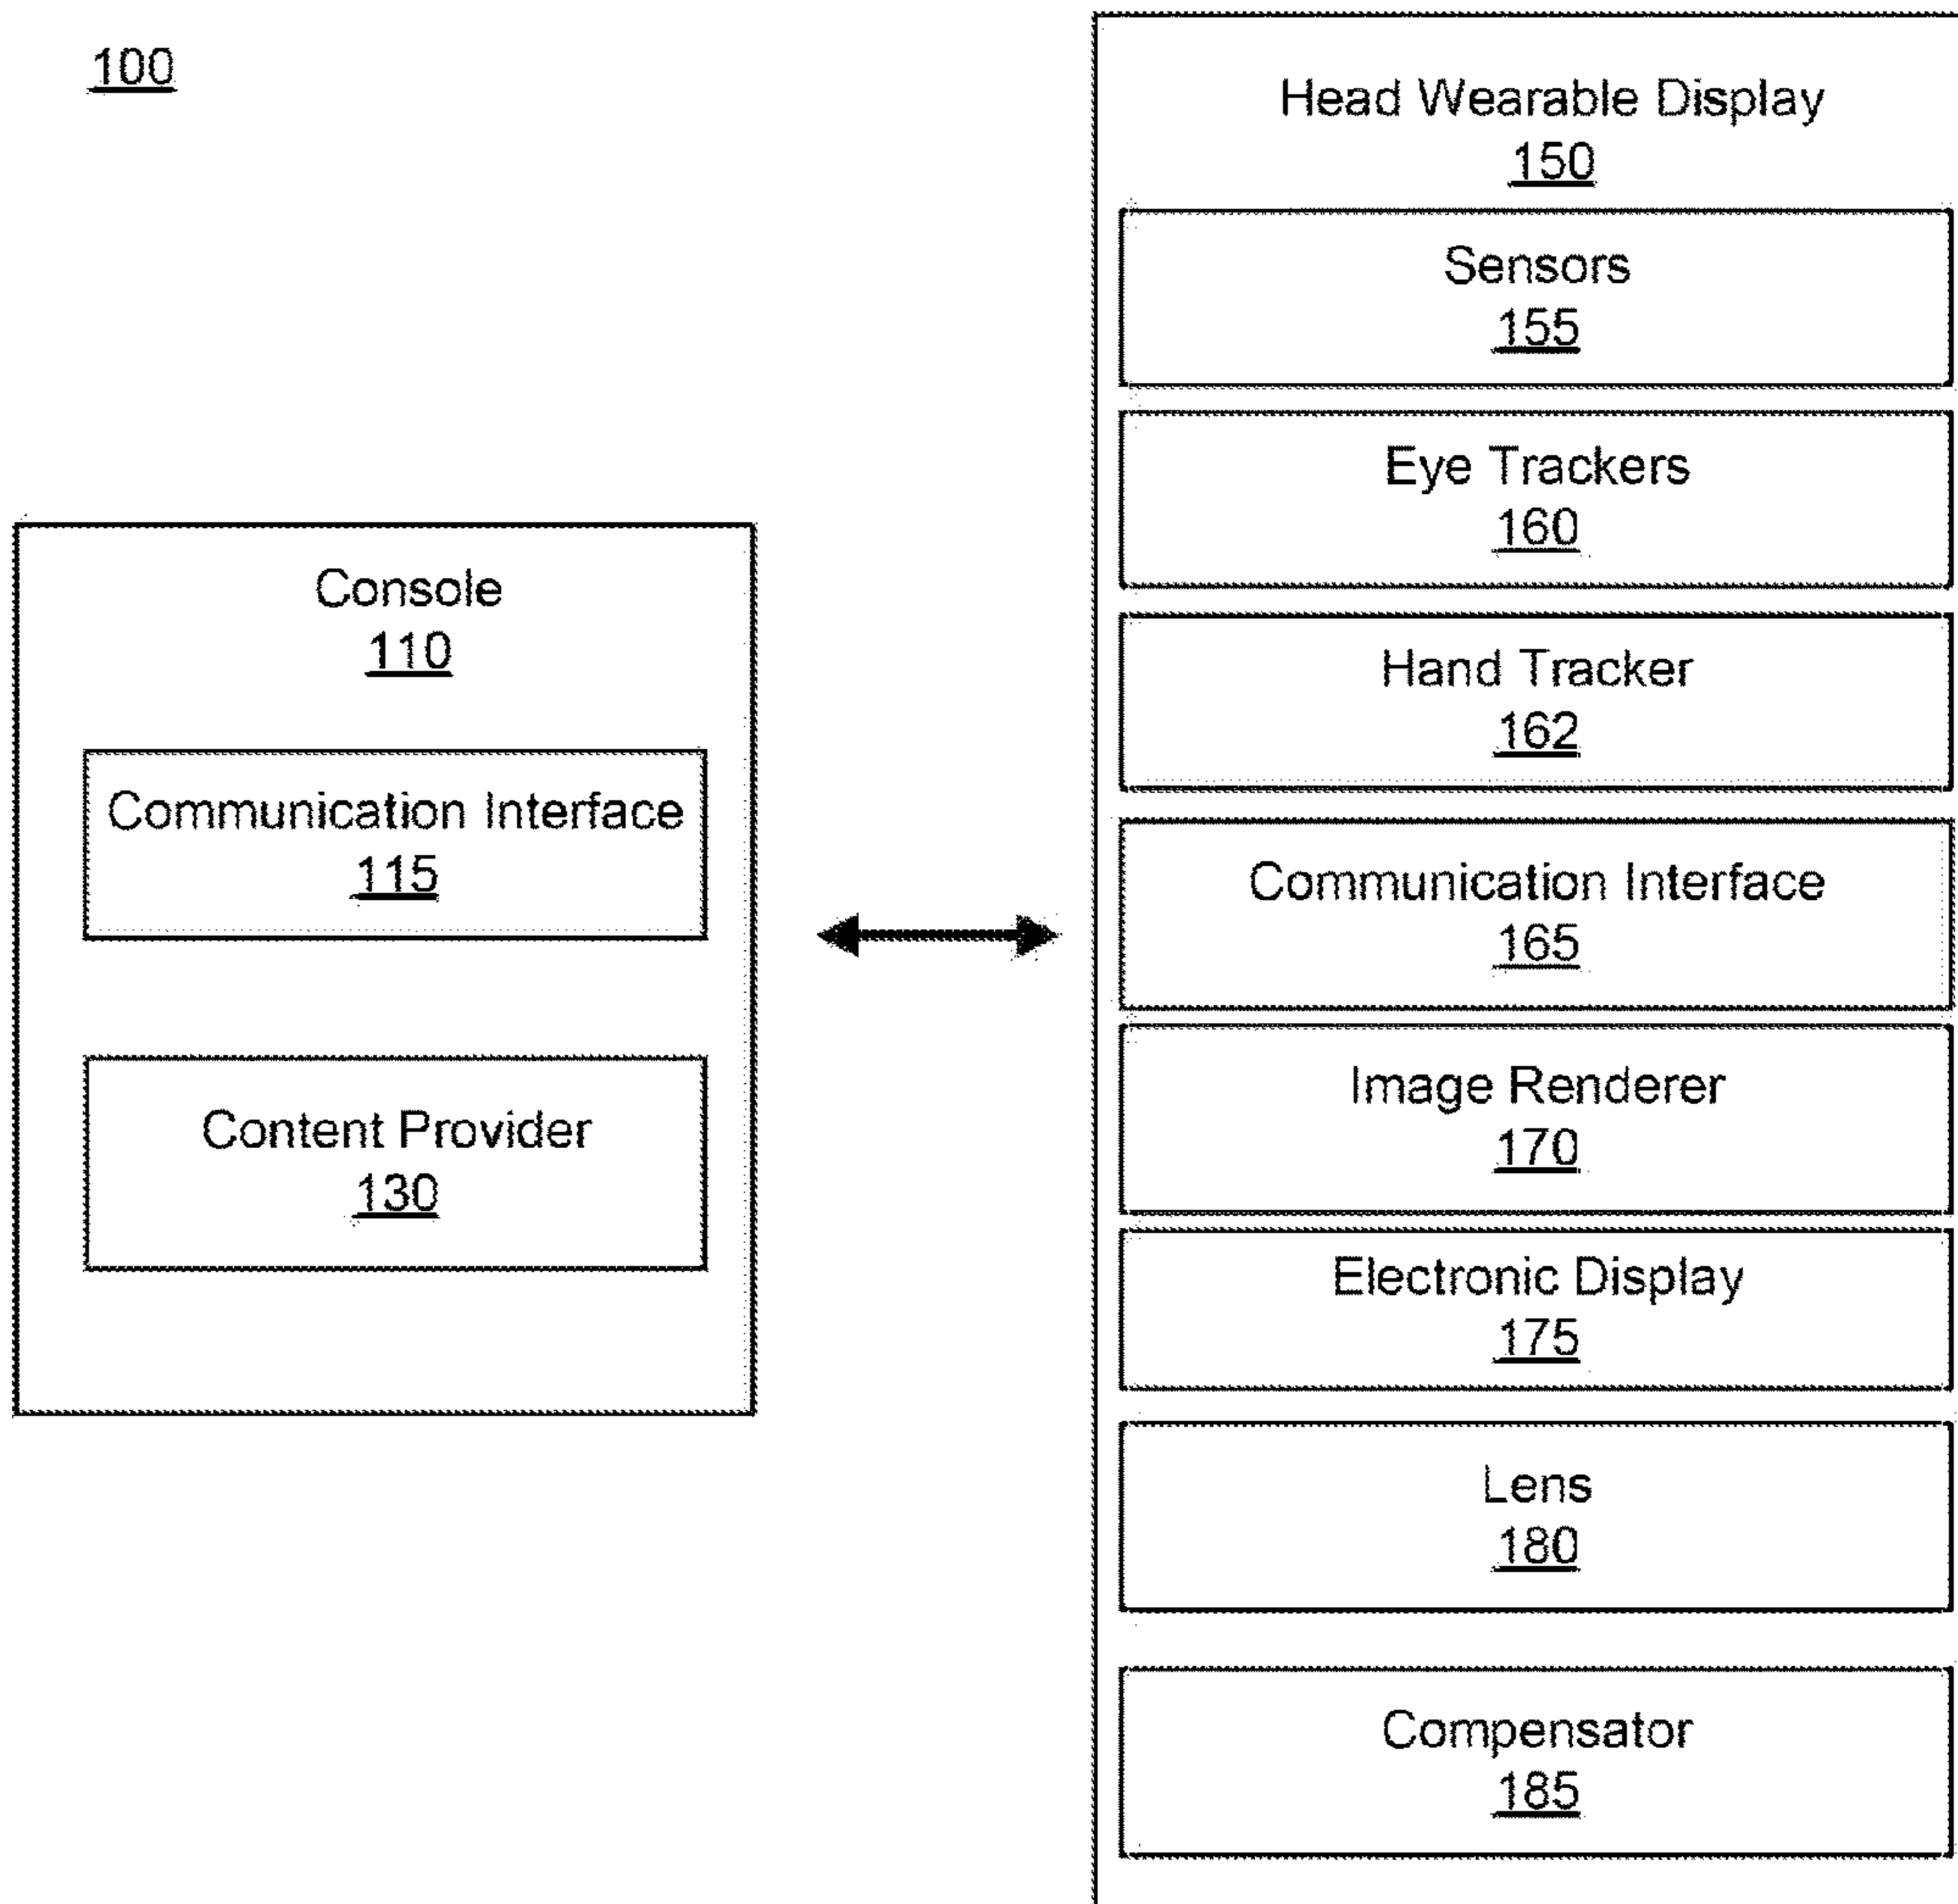 100
Console
110
Communication Interface
115
Content Provider
130
Head Wearable Display
150
Sensors
155
Eye Trackers
160
Hand Tracker
162
Communication Interface
165
Image Renderer
170
Electronic Display
175
Lens
180
Compensator
185